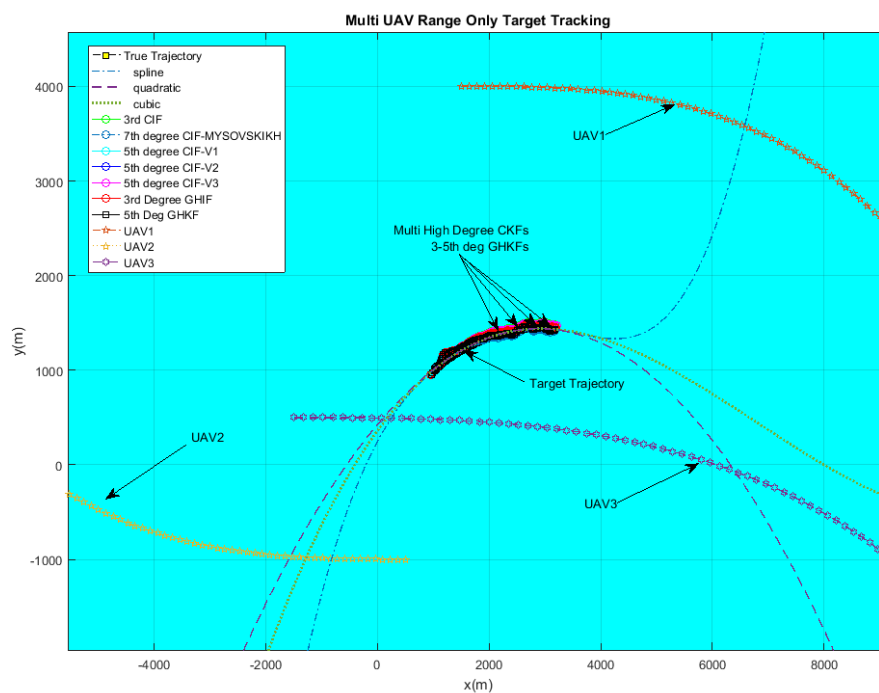 Multi UAV Range Only Target Tracking
True Trajectory
spline
quadratic
cubic
3rd CIF
7th degree CIF-MYSOVSKIKH
5th degree CIF-V1
5th degree CIF-V2
5th degree CIF-V3
3rd Degree GHIF
5th Deg GHKF
UAV1
UAV2
UAV3
UAV1
Multi High Degree CKFs
3-5th deg GHKFs
Target Trajectory
UAV2
UAV3
y(m)
4000
3000
2000
1000
0
-1000
-4000
-2000
0
2000
4000
6000
8000
x(m)